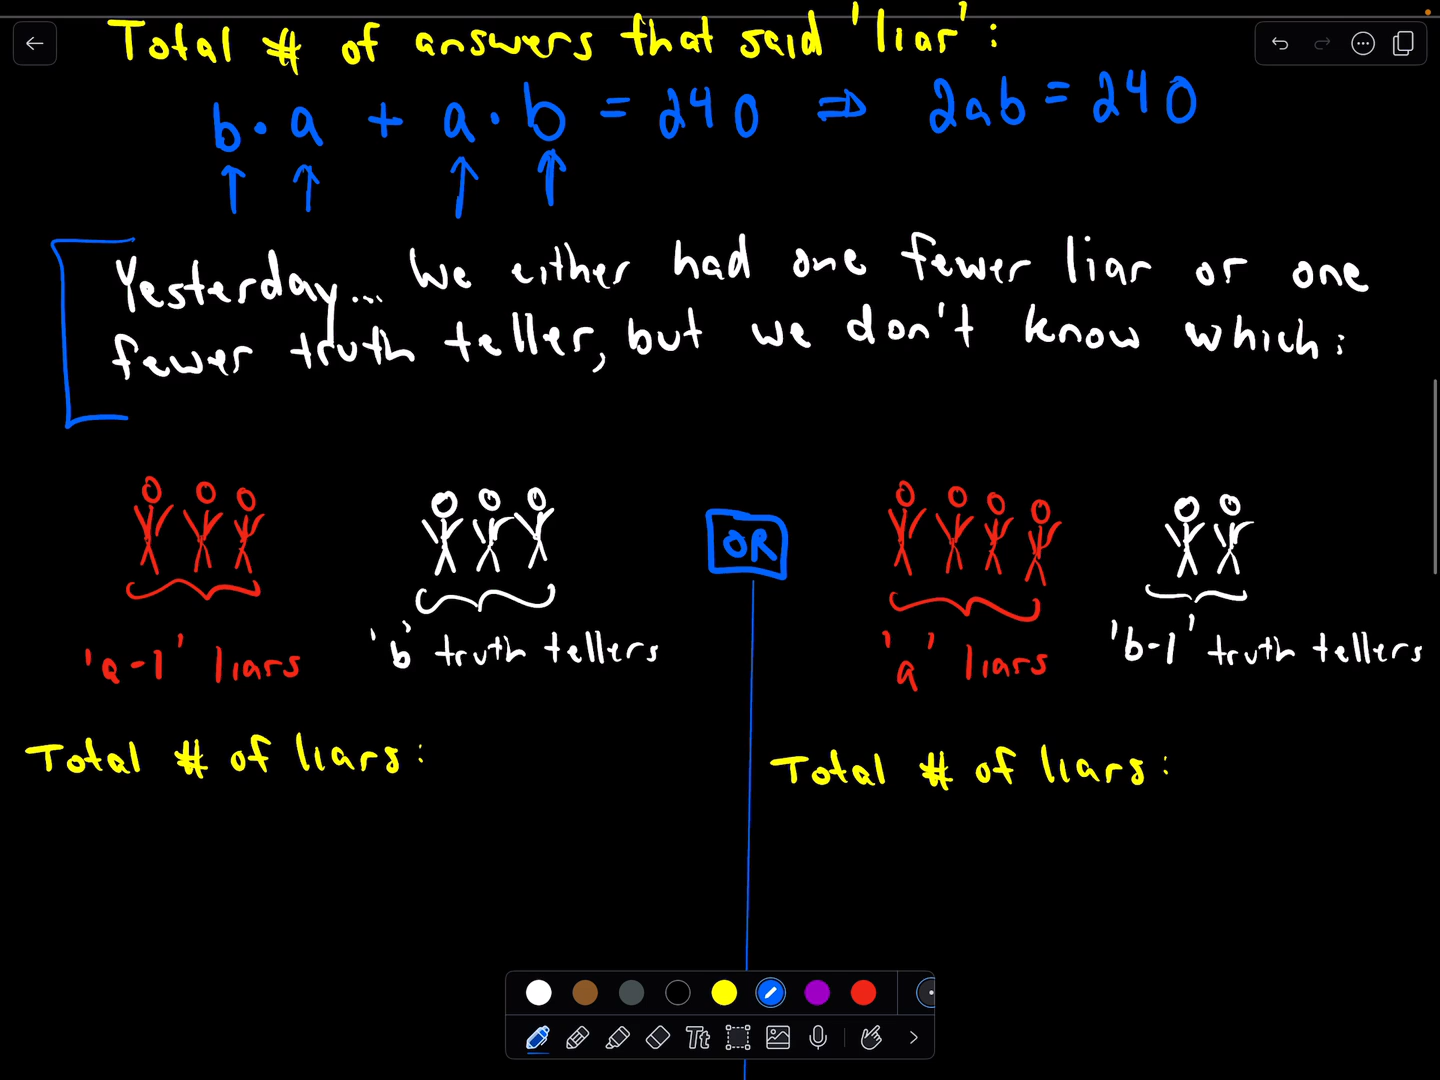 Total # of answers that said 'liar':
b · a + a · b = 240 ⇒ 2ab = 240
Yesterday... We either had one fewer liar or one
fewer truth teller, but we don't know which:
OR
'a-1' liars
'b' truth tellers
'a' liars
'b-1' truth tellers
Total # of liars:
Total # of liars:
Tt